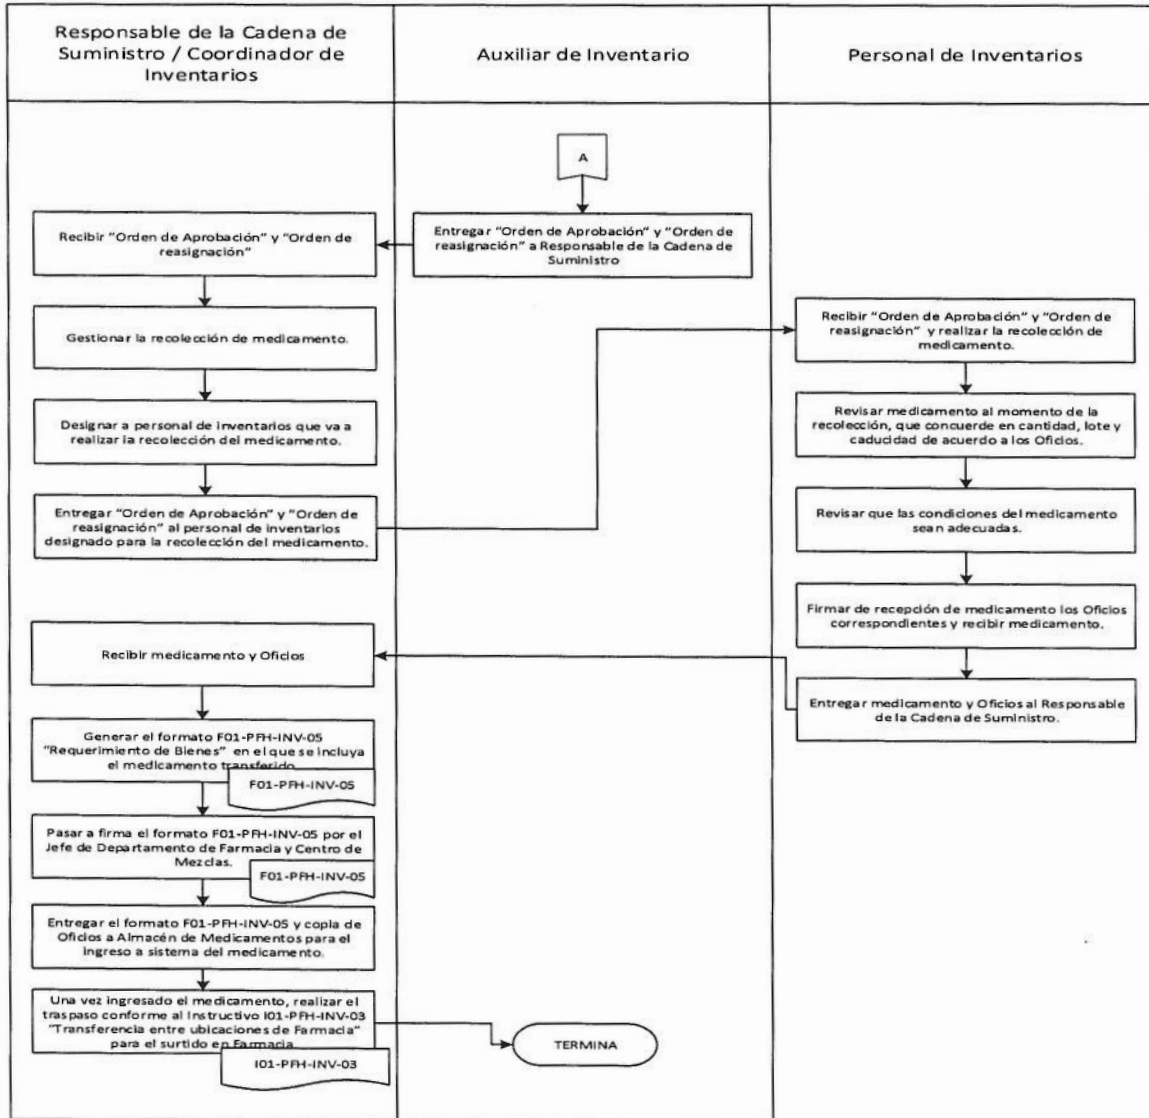 Responsable de la Cadena de
Suministro / Coordinador de
Inventarios
Auxiliar de Inventario
Personal de Inventarios
A
Entregar "Orden de Aprobación" y "Orden de
reasignación" a Responsable de la Cadena de
Suministro
Recibir "Orden de Aprobación" y "Orden de
reasignación"
Gestionar la recolección de medicamento.
Designar a personal de inventarios que va a
realizar la recolección del medicamento.
Entregar "Orden de Aprobación" y "Orden de
reasignación" al personal de inventarios
designado para la recolección del medicamento.
Recibir "Orden de Aprobación" y "Orden de
reasignación" y realizar la recolección de
medicamento.
Revisar medicamento al momento de la
recolección, que concuerde en cantidad, lote y
caducidad de acuerdo a los Oficios.
Revisar que las condiciones del medicamento
sean adecuadas.
Firmar de recepción de medicamento los Oficios
correspondientes y recibir medicamento.
Entregar medicamento y Oficios al Responsable
de la Cadena de Suministro.
Recibir medicamento y Oficios
Generar el formato F01-PFH-INV-05
"Requerimiento de Bienes" en el que se incluya
el medicamento transferido.
F01-PFH-INV-05
Pasar a firma el formato F01-PFH-INV-05 por el
Jefe de Departamento de Farmacia y Centro de
Mezclas.
F01-PFH-INV-05
Entregar el formato F01-PFH-INV-05 y copia de
Oficios a Almacén de Medicamentos para el
ingreso a sistema del medicamento.
Una vez ingresado el medicamento, realizar el
traspaso conforme al Instructivo I01-PFH-INV-03
"Transferencia entre ubicaciones de Farmacia"
para el surtido en Farmacia
I01-PFH-INV-03
TERMINA